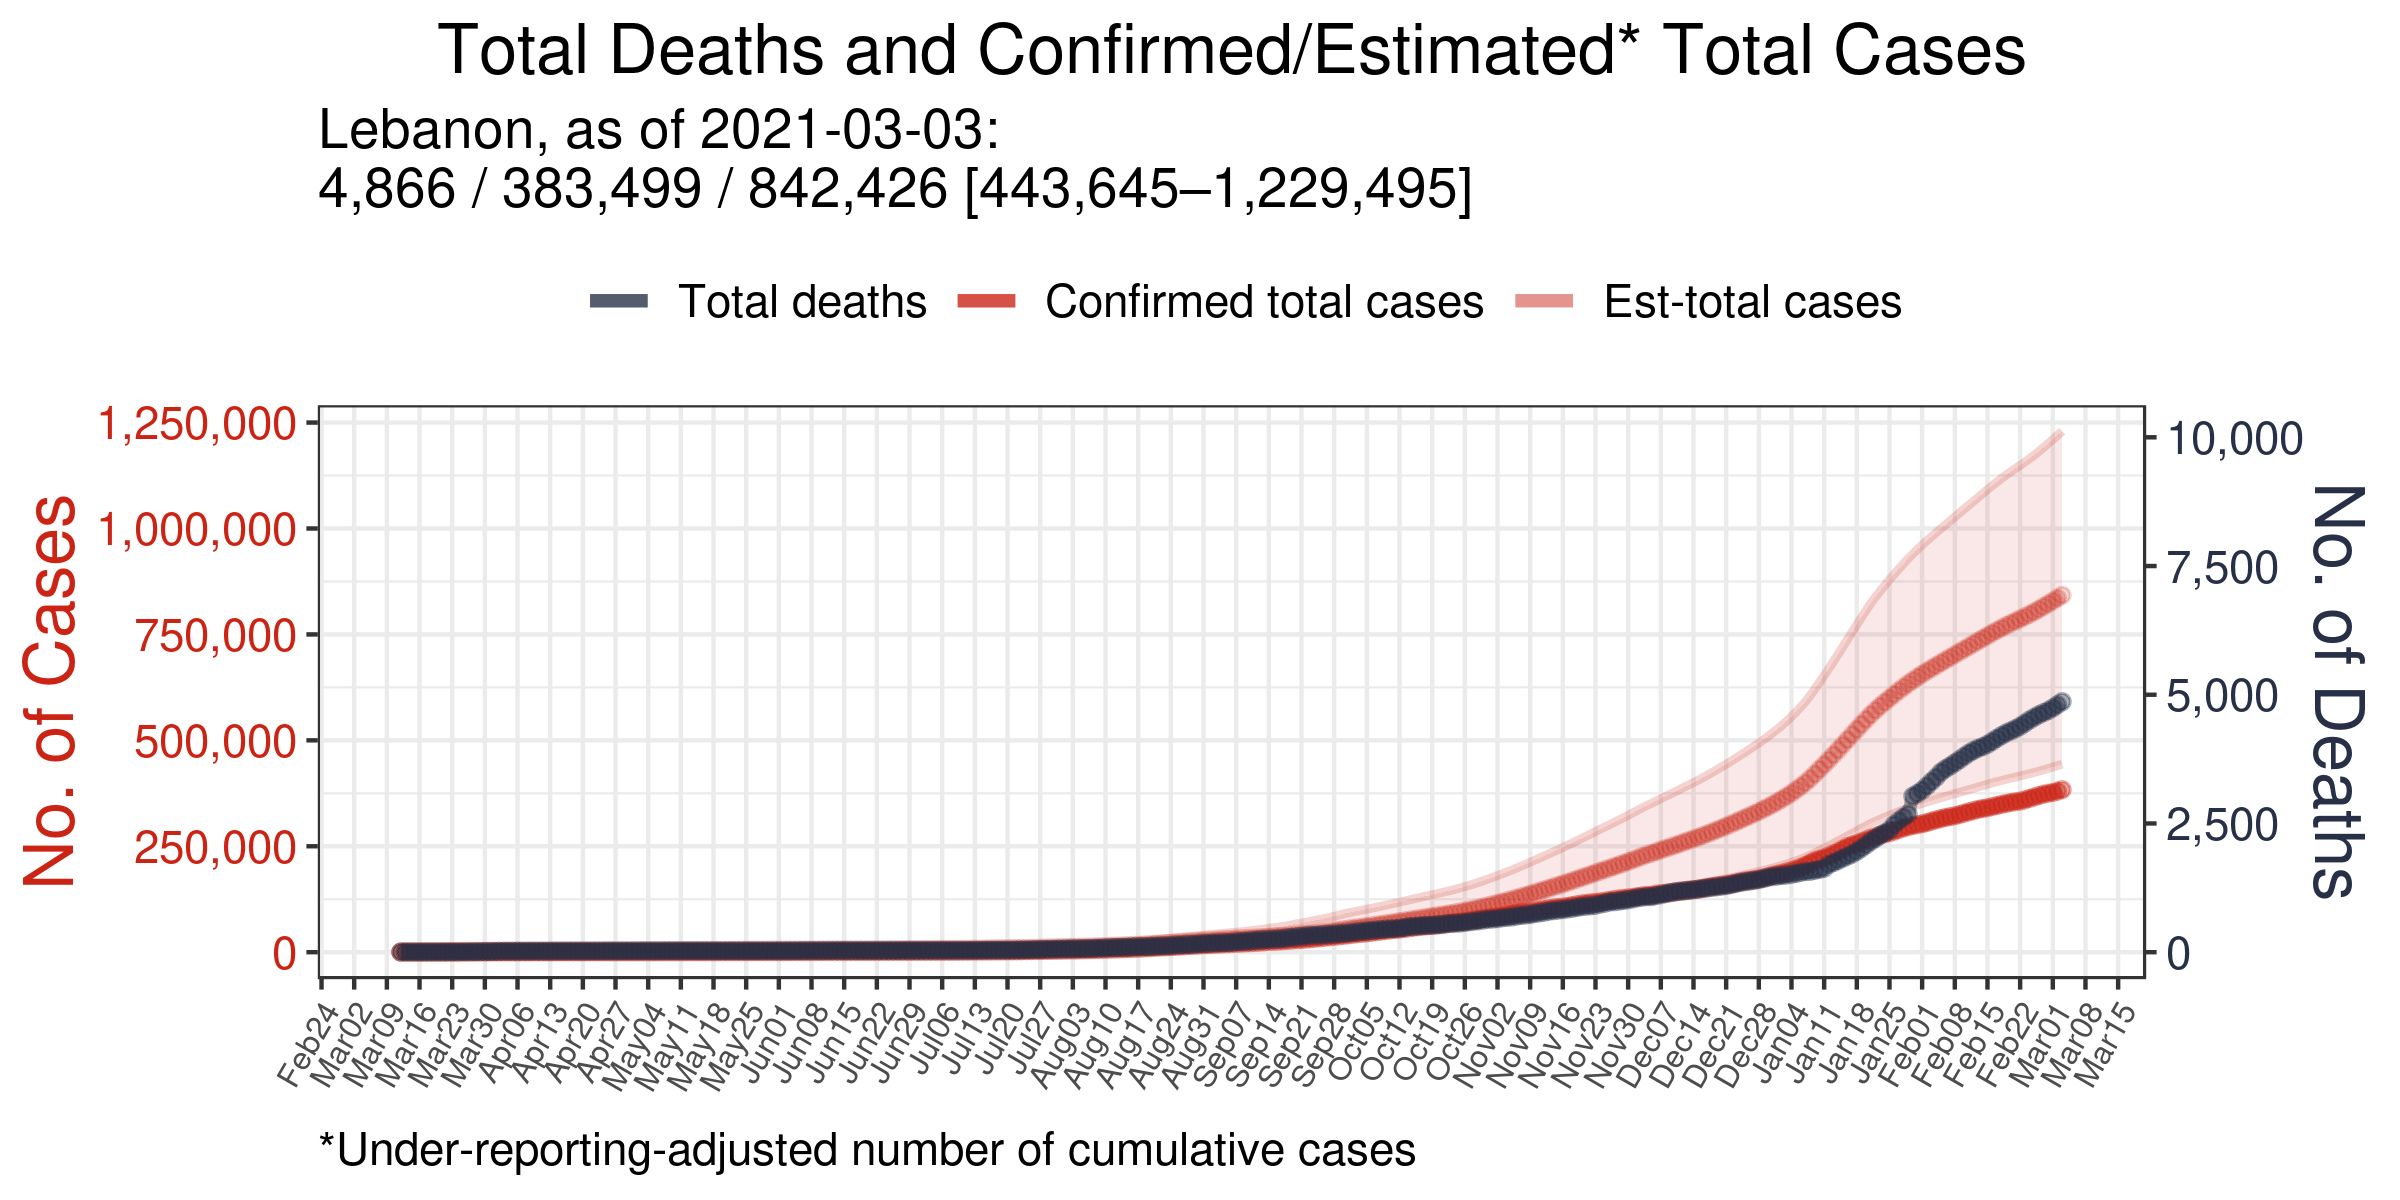 Total Deaths and Confirmed/Estimated* Total Cases
Lebanon, as of 2021-03-03:
4,866 / 383,499 / 842,426 [443,645–1,229,495]
Total deaths
Confirmed total cases
Est-total cases
No. of Cases
1,250,000
1,000,000
750,000
500,000
250,000
0
10,000
7,500
5,000
2,500
0
No. of Deaths
Feb24
Mar02
Mar09
Mar16
Mar23
Mar30
Apr06
Apr13
Apr20
Apr27
May04
May11
May18
May25
Jun01
Jun08
Jun15
Jun22
Jun29
Jul06
Jul13
Jul20
Jul27
Aug03
Aug10
Aug17
Aug24
Aug31
Sep07
Sep14
Sep21
Sep28
Oct05
Oct12
Oct19
Oct26
Nov02
Nov09
Nov16
Nov23
Nov30
Dec07
Dec14
Dec21
Dec28
Jan04
Jan11
Jan18
Jan25
Feb01
Feb08
Feb15
Feb22
Mar01
Mar08
Mar15
*Under-reporting-adjusted number of cumulative cases